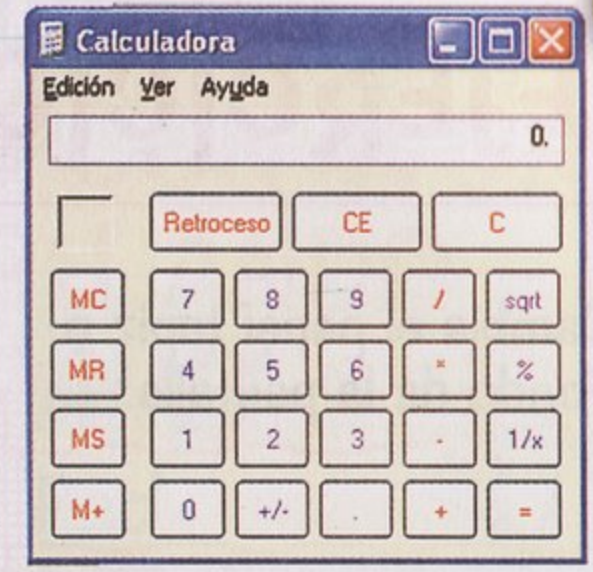 Calculadora
Edición Ver Ayuda
0.
Retroceso CE C
MC 7 8 9 / sqrt
MR 4 5 6 * %
MS 1 2 3 - 1/x
M+ 0 +/- . + =